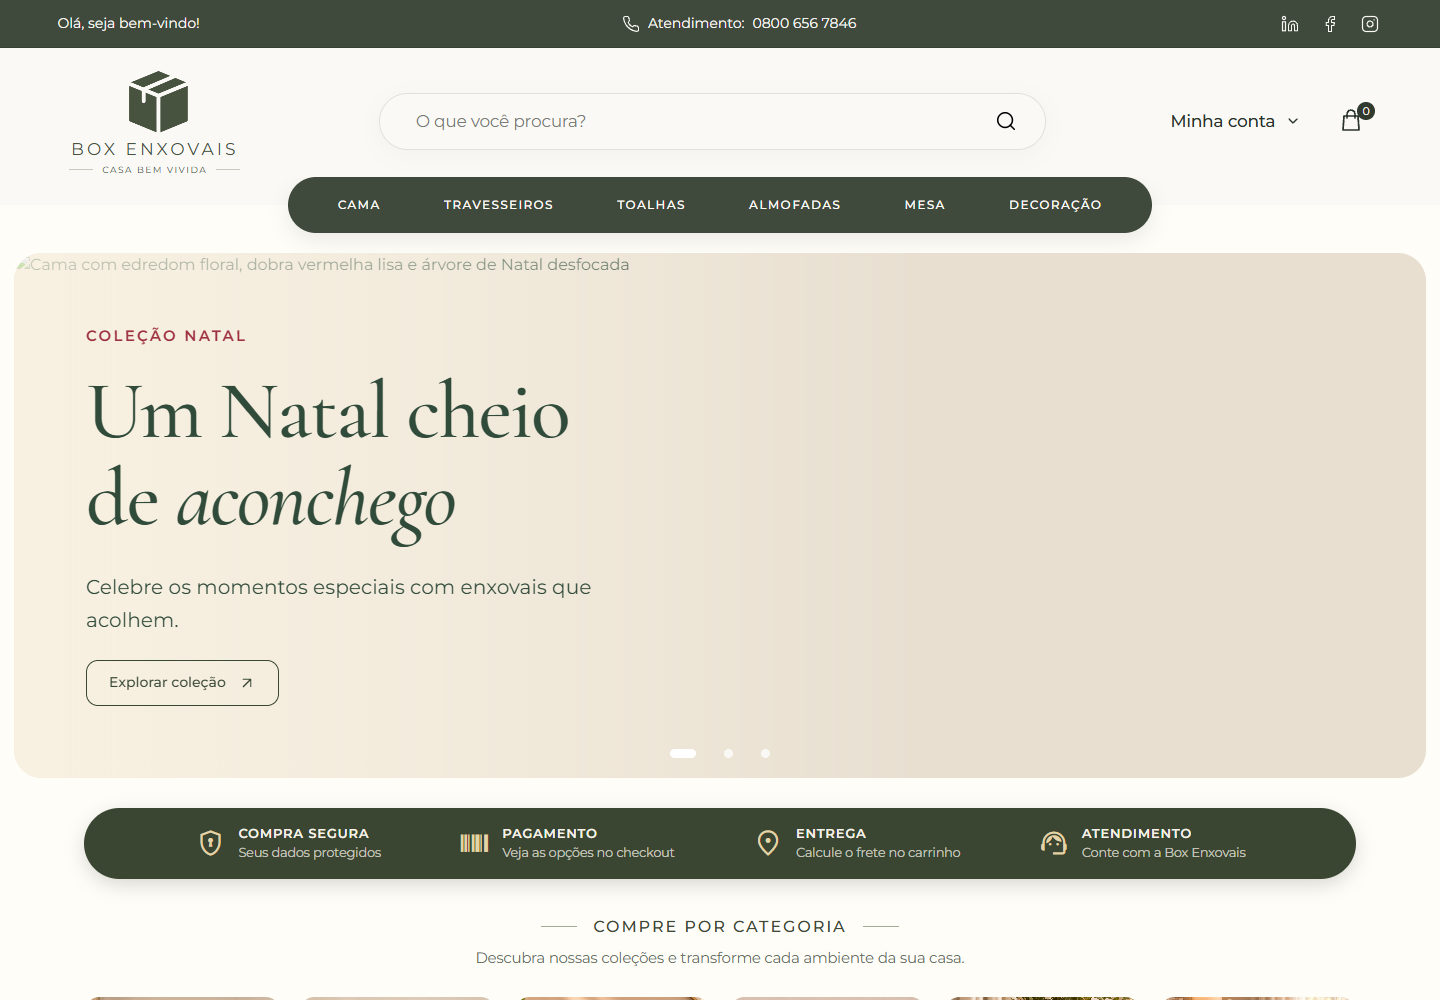 Olá, seja bem-vindo!
Atendimento: 0800 656 7846
BOX ENXOVAIS
CASA BEM VIVIDA
O que você procura?
Minha conta
0
CAMA TRAVESSEIROS TOALHAS ALMOFADAS MESA DECORAÇÃO
Cama com edredom floral, dobra vermelha lisa e árvore de Natal desfocada
COLEÇÃO NATAL
Um Natal cheio
de aconchego
Celebre os momentos especiais com enxovais que
acolhem.
Explorar coleção
COMPRA SEGURA
Seus dados protegidos
PAGAMENTO
Veja as opções no checkout
ENTREGA
Calcule o frete no carrinho
ATENDIMENTO
Conte com a Box Enxovais
COMPRE POR CATEGORIA
Descubra nossas coleções e transforme cada ambiente da sua casa.